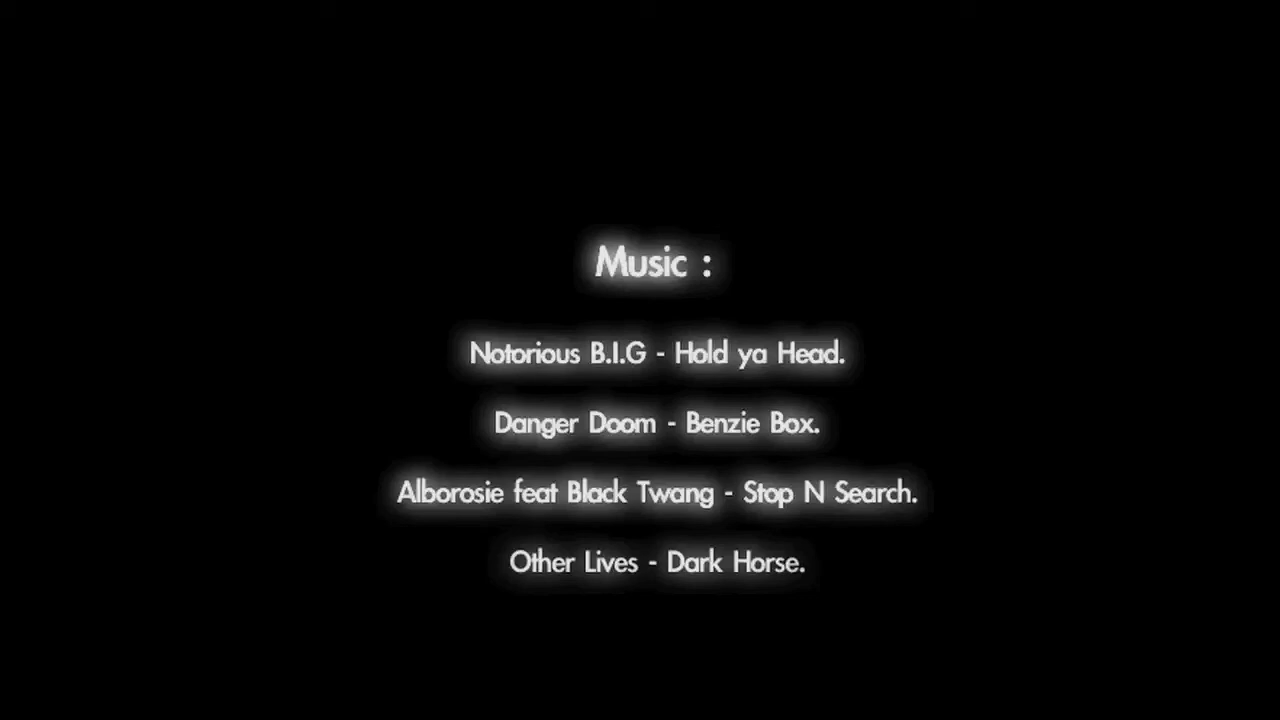 Music :
Notorious B.I.G - Hold ya Head.
Danger Doom - Benzie Box.
Alborosie feat Black Twang - Stop N Search.
Other Lives - Dark Horse.